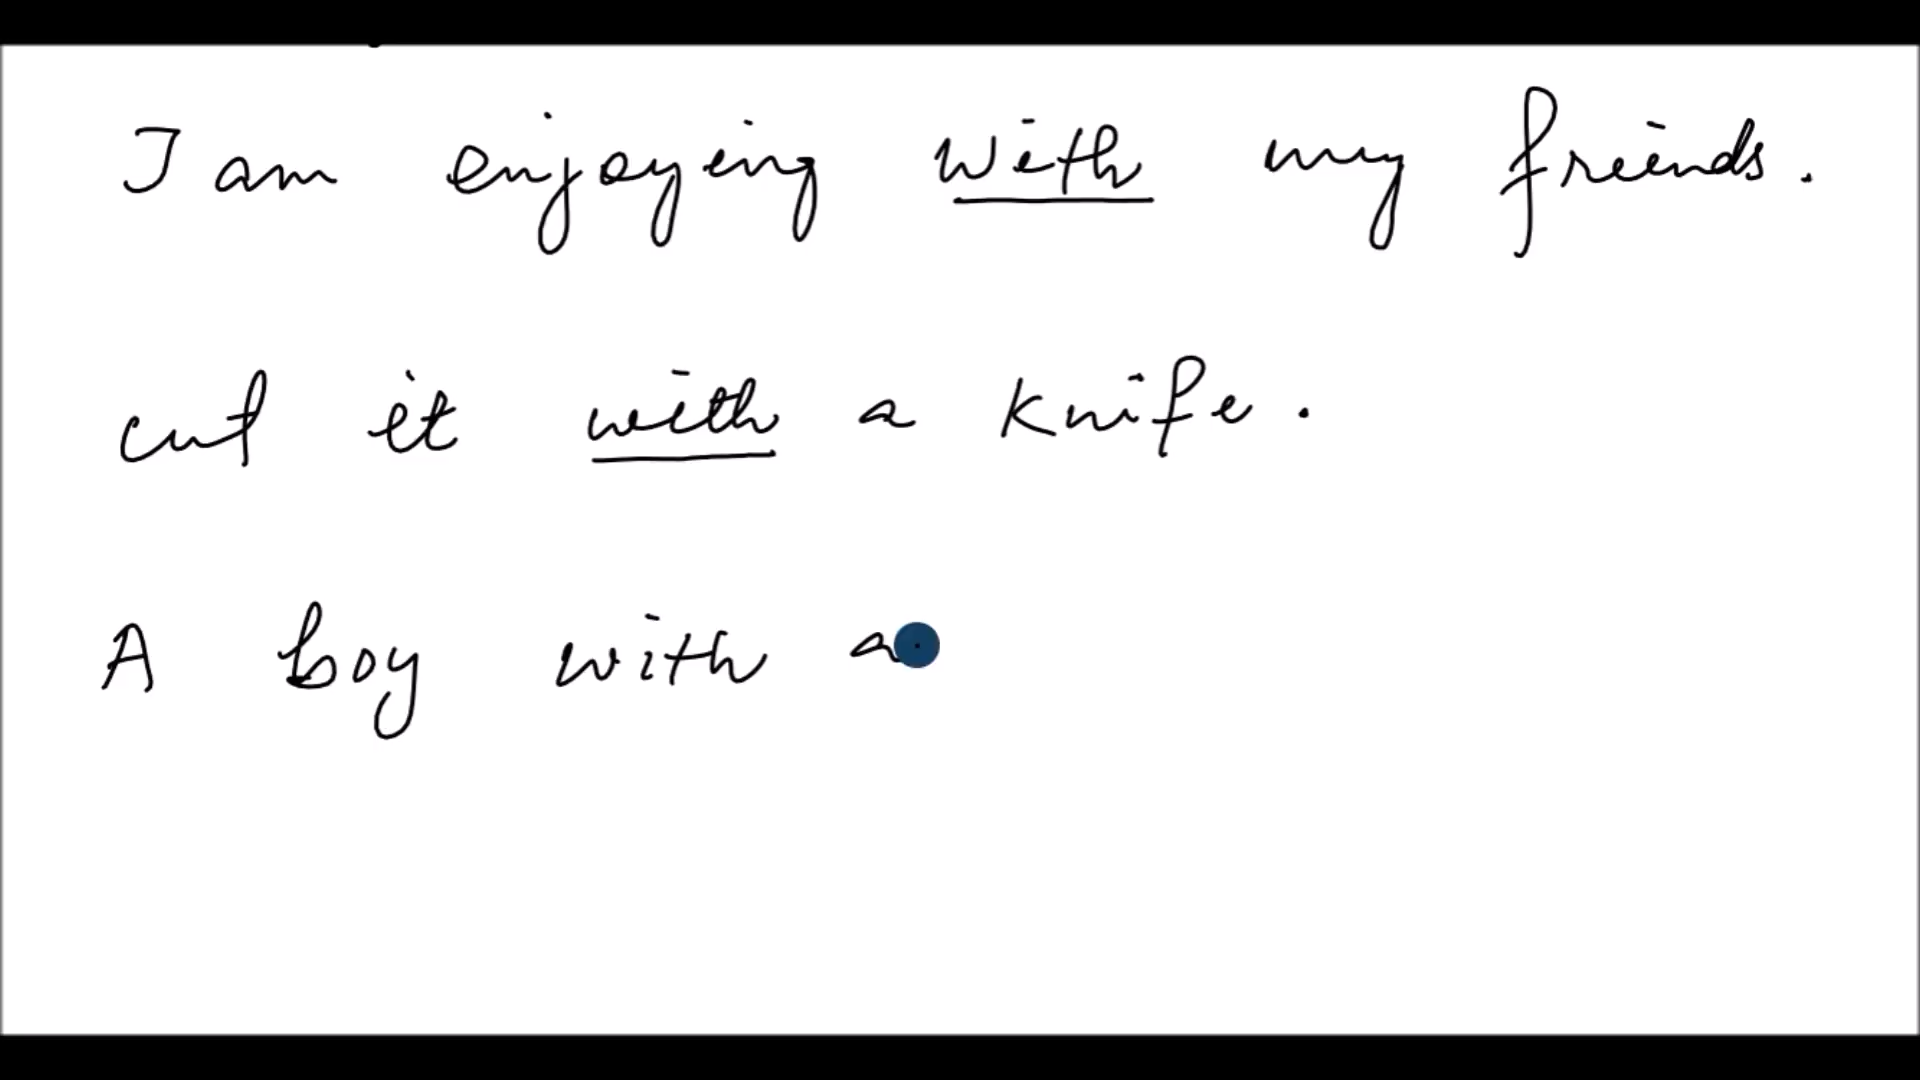 I am enjoying with my friends.
cut it with a knife.
A boy with a